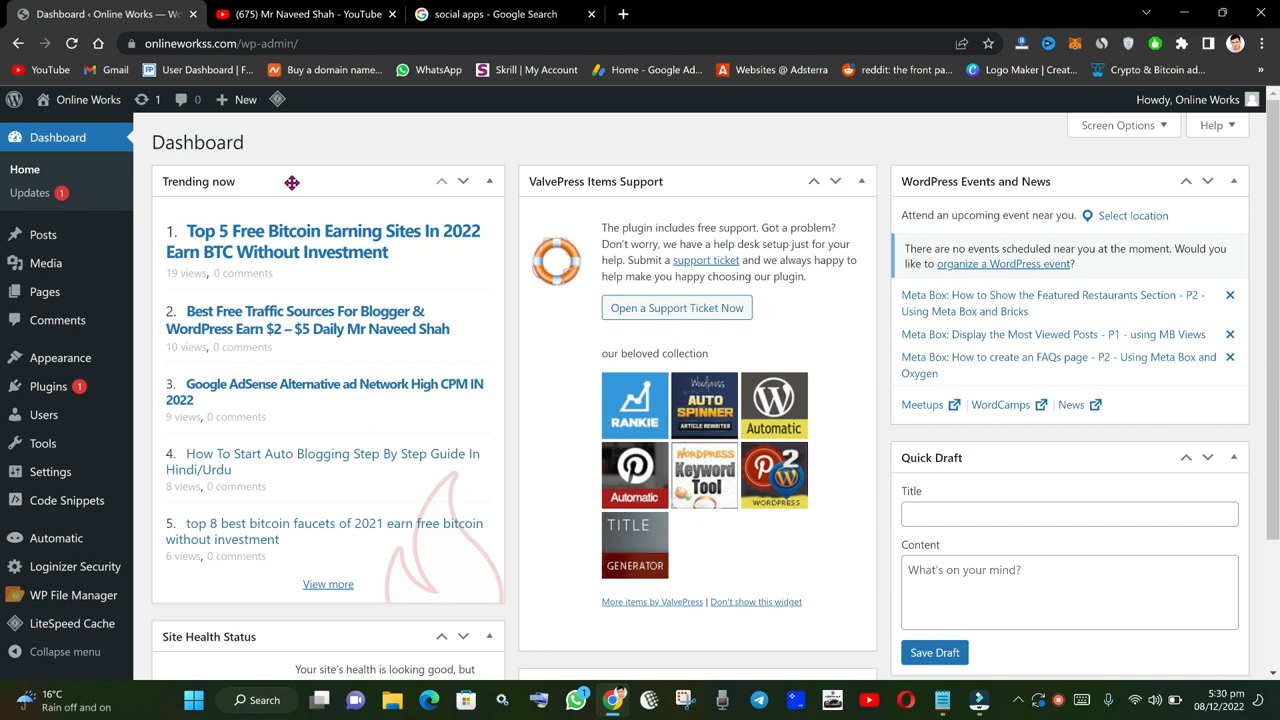 Dashboard ‹ Online Works — W
(675) Mr Naveed Shah - YouTube
social apps - Google Search
onlineworkss.com/wp-admin/
YouTube
Gmail
Dashboard | F...
Buy a domain name...
WhatsApp
Skrill | My Account
Home - Google Ad...
Websites @ Adsterra
reddit: the front pa...
Logo Maker | Creat...
Crypto & Bitcoin ad...
Online Works
1
0
New
Howdy, Online Works
Screen Options
Help
Dashboard
Home
Updates 1
Posts
Media
Pages
Comments
Appearance
Plugins 1
Users
Tools
Settings
Code Snippets
Automatic
Loginizer Security
WP File Manager
LiteSpeed Cache
Collapse menu
Dashboard
Trending now
1. Top 5 Free Bitcoin Earning Sites In 2022
Earn BTC Without Investment
19 views, 0 comments
2. Best Free Traffic Sources For Blogger &
WordPress Earn $2 – $5 Daily Mr Naveed Shah
10 views, 0 comments
3. Google AdSense Alternative ad Network High CPM IN
2022
9 views, 0 comments
4. How To Start Auto Blogging Step By Step Guide In
Hindi/Urdu
8 views, 0 comments
5. top 8 best bitcoin faucets of 2021 earn free bitcoin
without investment
6 views, 0 comments
View more
Site Health Status
Your site's health is looking good, but
ValvePress Items Support
The plugin includes free support. Got a problem?
Don't worry, we have a help desk setup just for your
help. Submit a support ticket and we always happy to
help make you happy choosing our plugin.
Open a Support Ticket Now
our beloved collection
RANKIE
Wordpress
AUTO
SPINNER
ARTICLE REWRITER
Automatic
Automatic
WORDPRESS
Keyword
Tool
2
WORDPRESS
TITLE
GENERATOR
More items by ValvePress | Don't show this widget
WordPress Events and News
Attend an upcoming event near you. Select location
There are no events scheduled near you at the moment. Would you
like to organize a WordPress event?
Meta Box: How to Show the Featured Restaurants Section - P2 -
Using Meta Box and Bricks
Meta Box: Display the Most Viewed Posts - P1 - using MB Views
Meta Box: How to create an FAQs page - P2 - Using Meta Box and
Oxygen
Meetups | WordCamps | News
Quick Draft
Title
Content
What's on your mind?
Save Draft
16°C
Rain off and on
Search
1
5:30 pm
08/12/2022